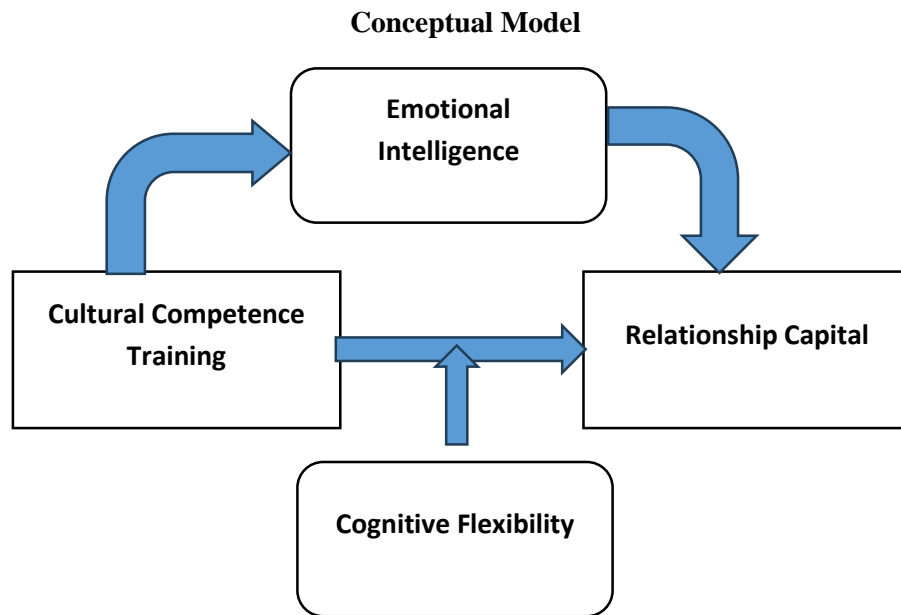 Conceptual Model
Emotional
Intelligence
Cultural Competence
Training
Relationship Capital
Cognitive Flexibility